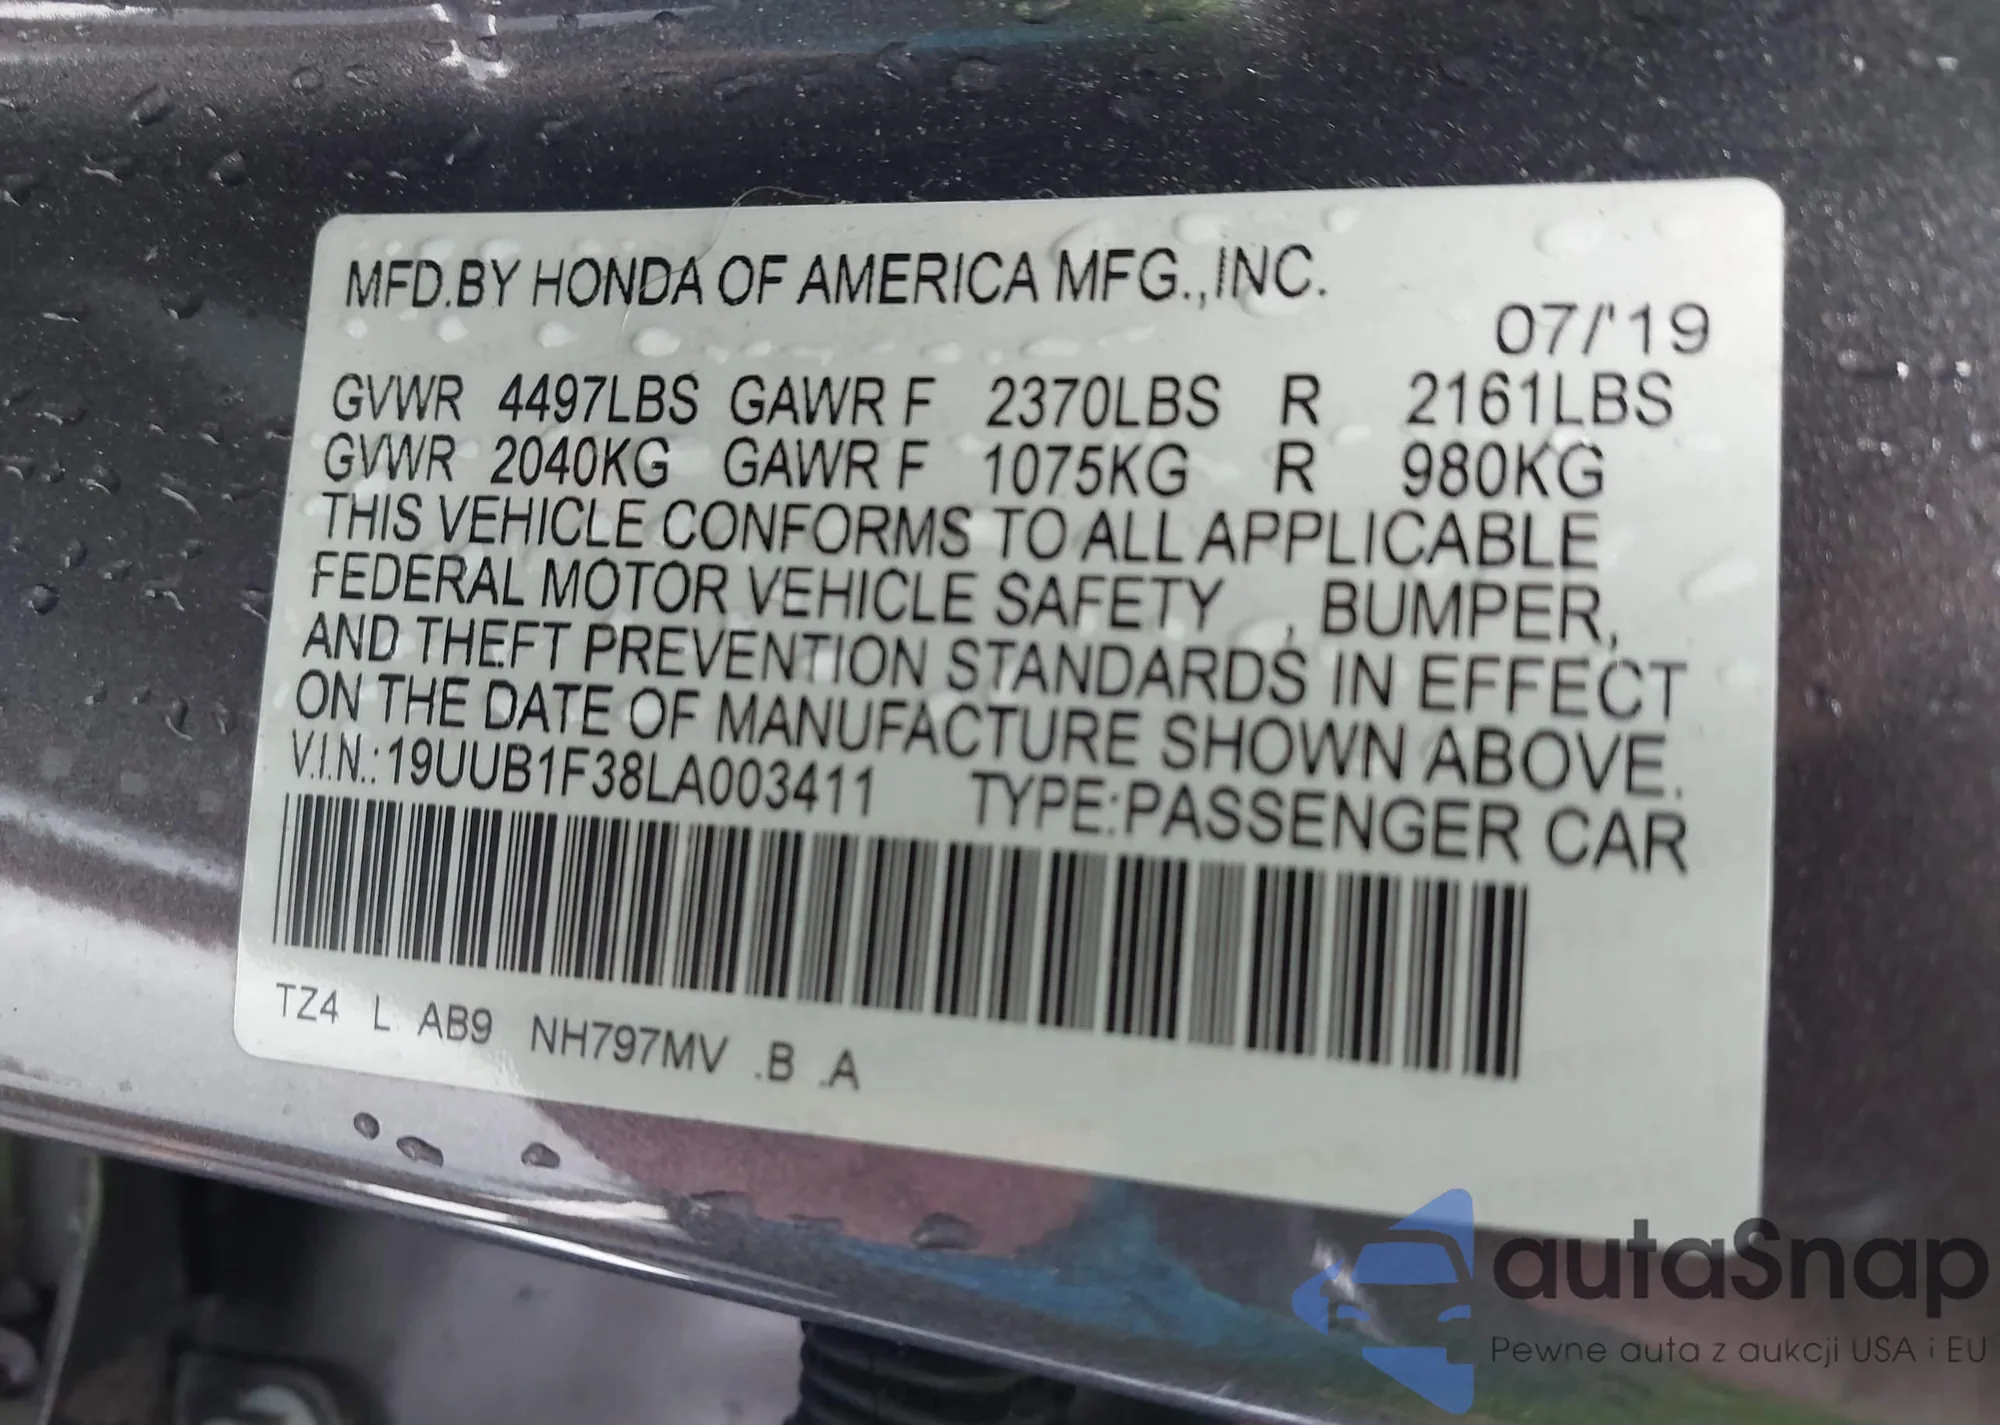 MFD.BY HONDA OF AMERICA MFG.,INC.
07/'19
GVWR 4497LBS GAWR F 2370LBS R 2161LBS
GVWR 2040KG GAWR F 1075KG R 980KG
THIS VEHICLE CONFORMS TO ALL APPLICABLE
FEDERAL MOTOR VEHICLE SAFETY , BUMPER,
AND THEFT PREVENTION STANDARDS IN EFFECT
ON THE DATE OF MANUFACTURE SHOWN ABOVE.
V.I.N.:19UUB1F38LA003411 TYPE:PASSENGER CAR
TZ4 L AB9 NH797MV .B .A
autaSnap
Pewne auta z aukcji USA i EU